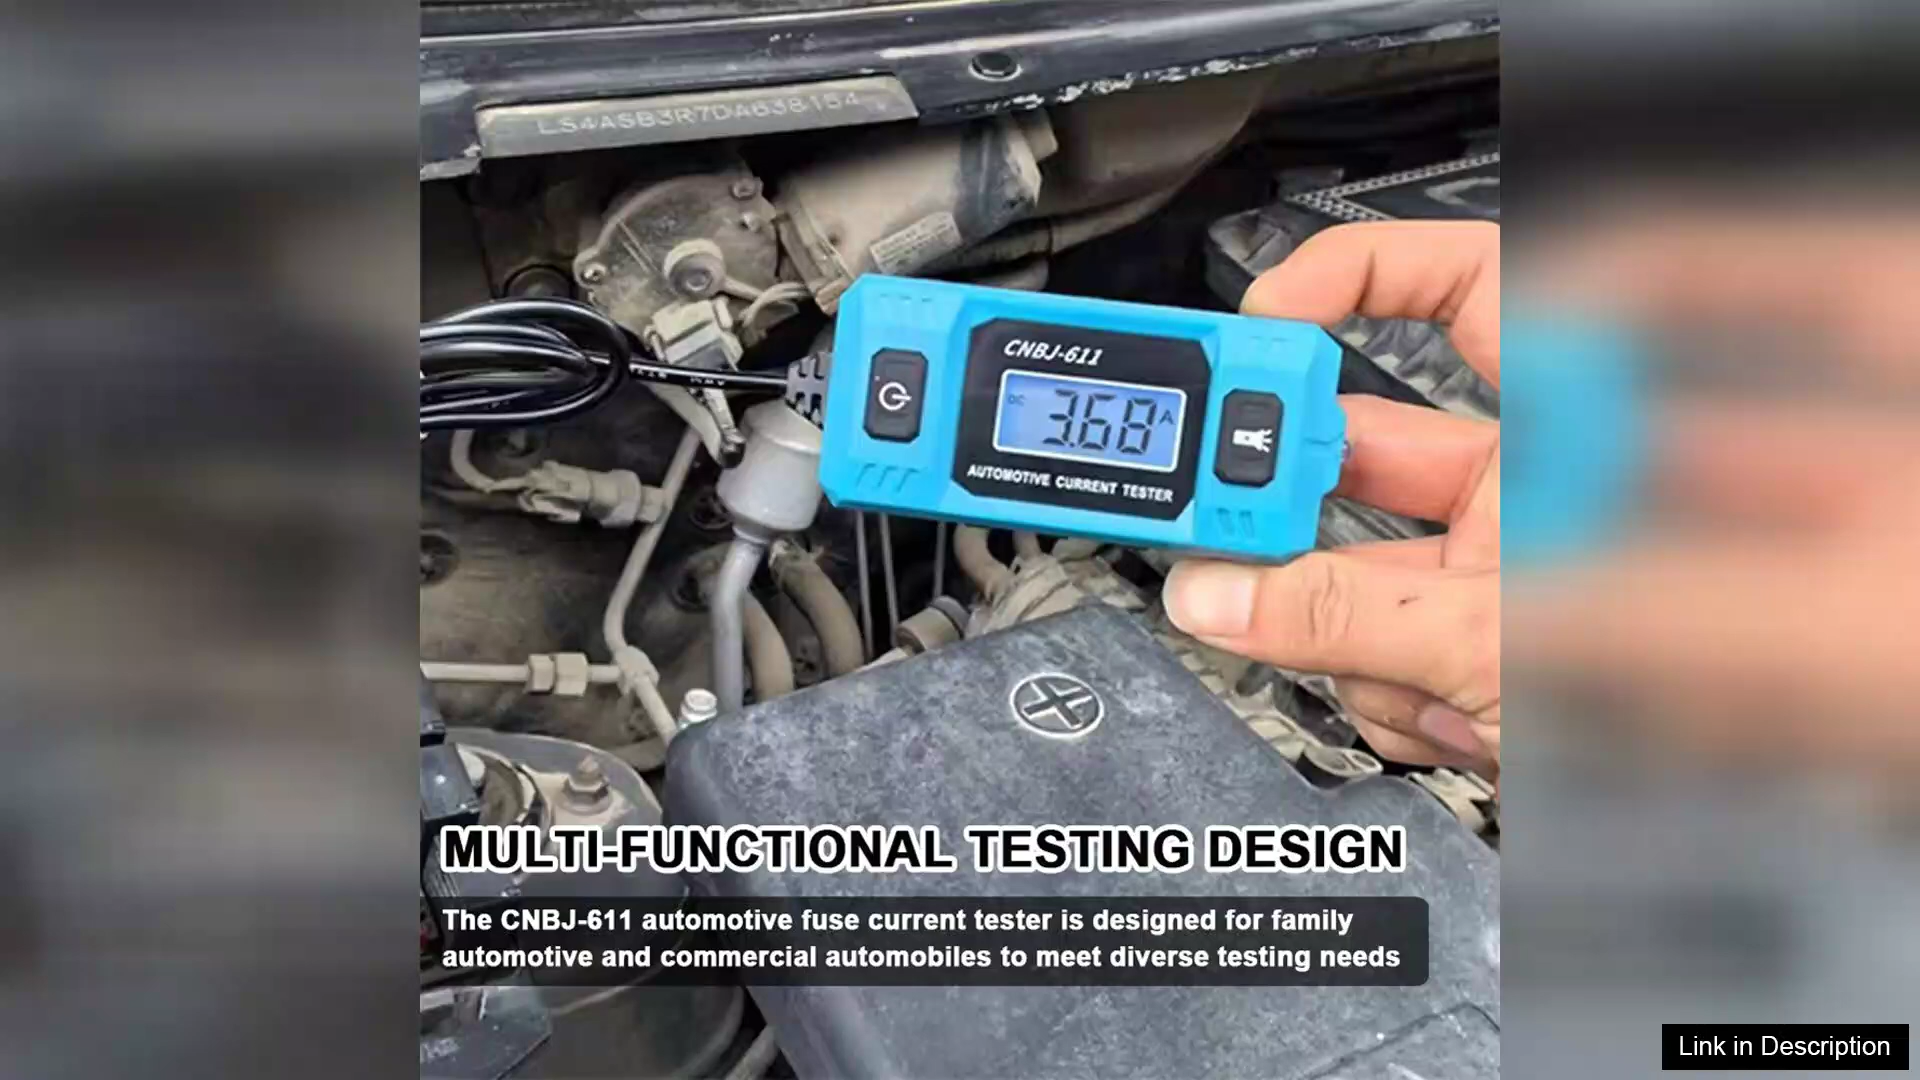 LS4ASB3R7DA638154
CNBJ-611
DC 3.68 A
AUTOMOTIVE CURRENT TESTER
MULTI-FUNCTIONAL TESTING DESIGN
The CNBJ-611 automotive fuse current tester is designed for family
automotive and commercial automobiles to meet diverse testing needs
Link in Description